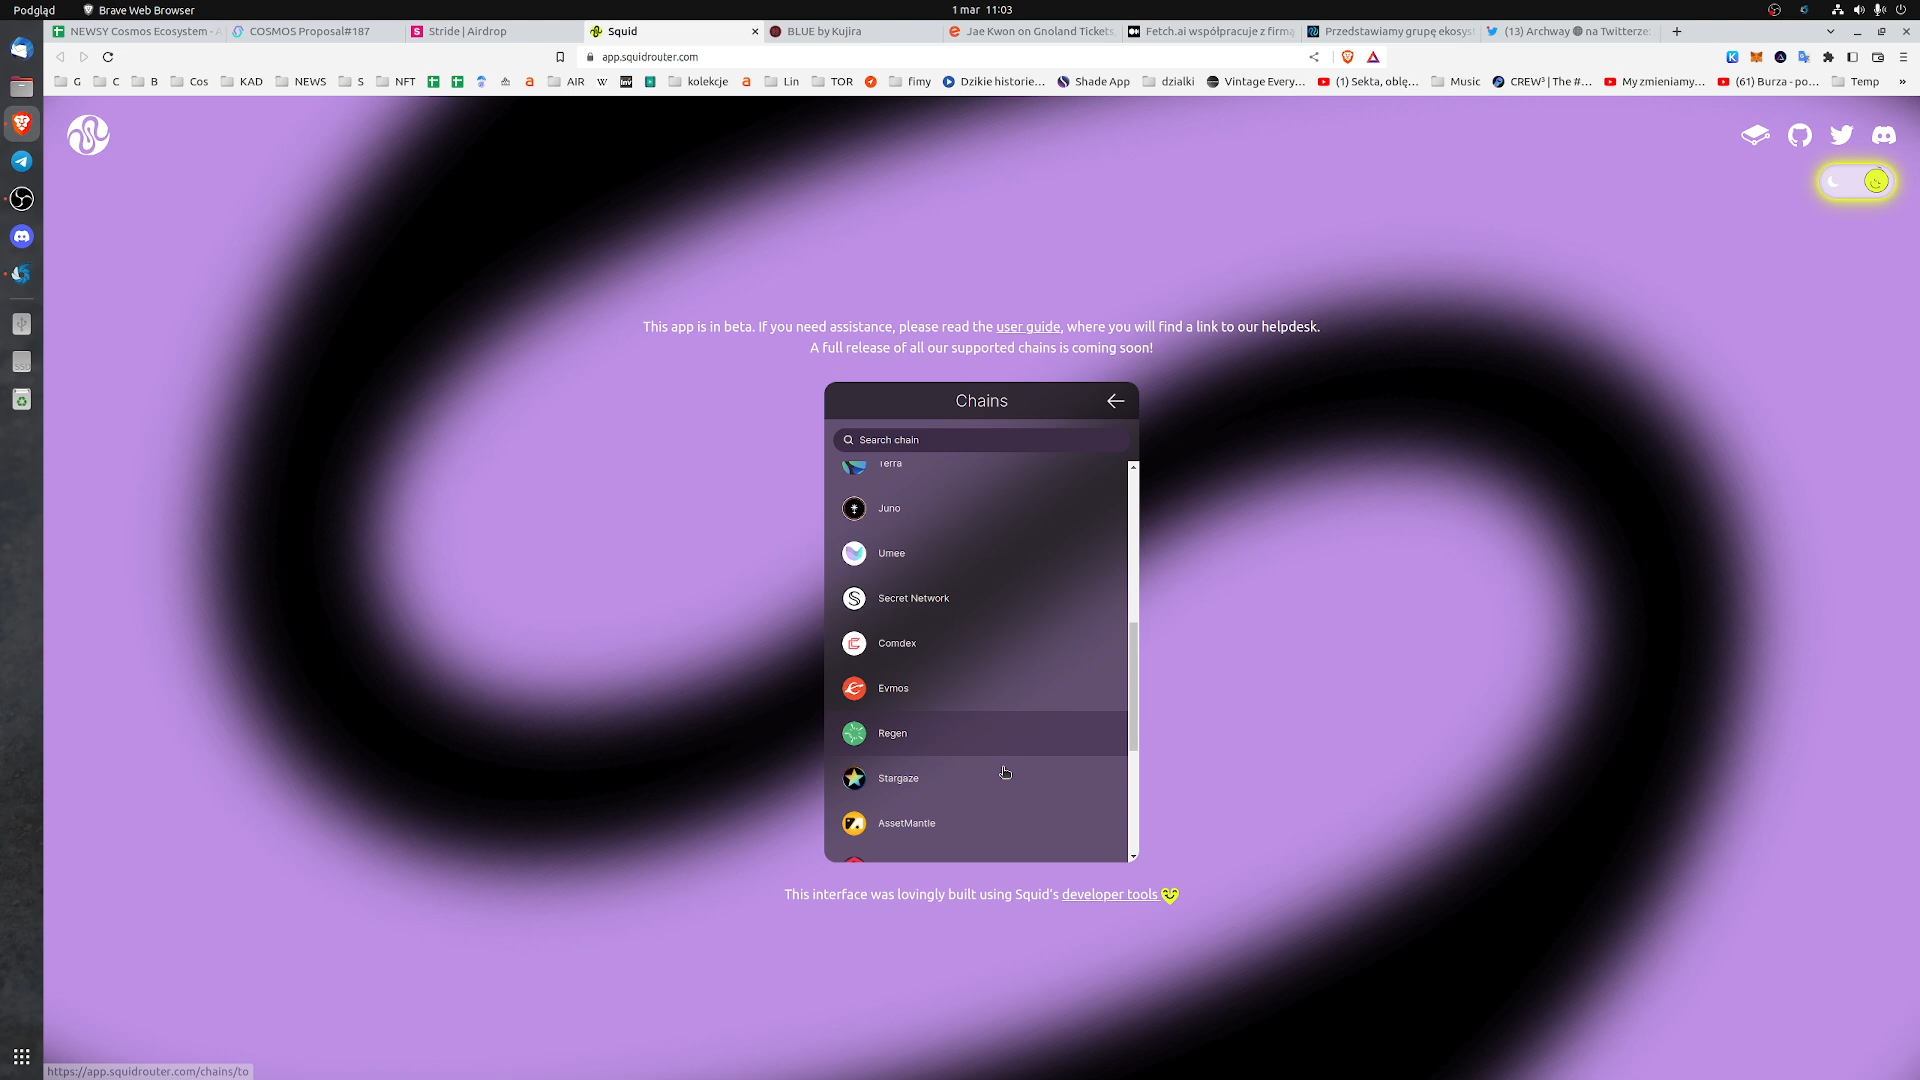 Podgląd
Brave Web Browser
1 mar 11:03
NEWSY Cosmos Ecosystem - A
COSMOS Proposal#187
Stride | Airdrop
Squid
BLUE by Kujira
Jae Kwon on Gnoland Tickets,
Fetch.ai współpracuje z firmą
Przedstawiamy grupę ekosys
(13) Archway 🌐 na Twitterze:
app.squidrouter.com
G
C
B
Cos
KAD
NEWS
S
NFT
AIR
kolekcje
Lin
TOR
fimy
Dzikie historie...
Shade App
dzialki
Vintage Every...
(1) Sekta, oblę...
Music
CREW³ | The #...
My zmieniamy...
(61) Burza - po...
Temp
This app is in beta. If you need assistance, please read the user guide, where you will find a link to our helpdesk.
A full release of all our supported chains is coming soon!
Chains
Search chain
Terra
Juno
Umee
Secret Network
Comdex
Evmos
Regen
Stargaze
AssetMantle
This interface was lovingly built using Squid's developer tools
https://app.squidrouter.com/chains/to